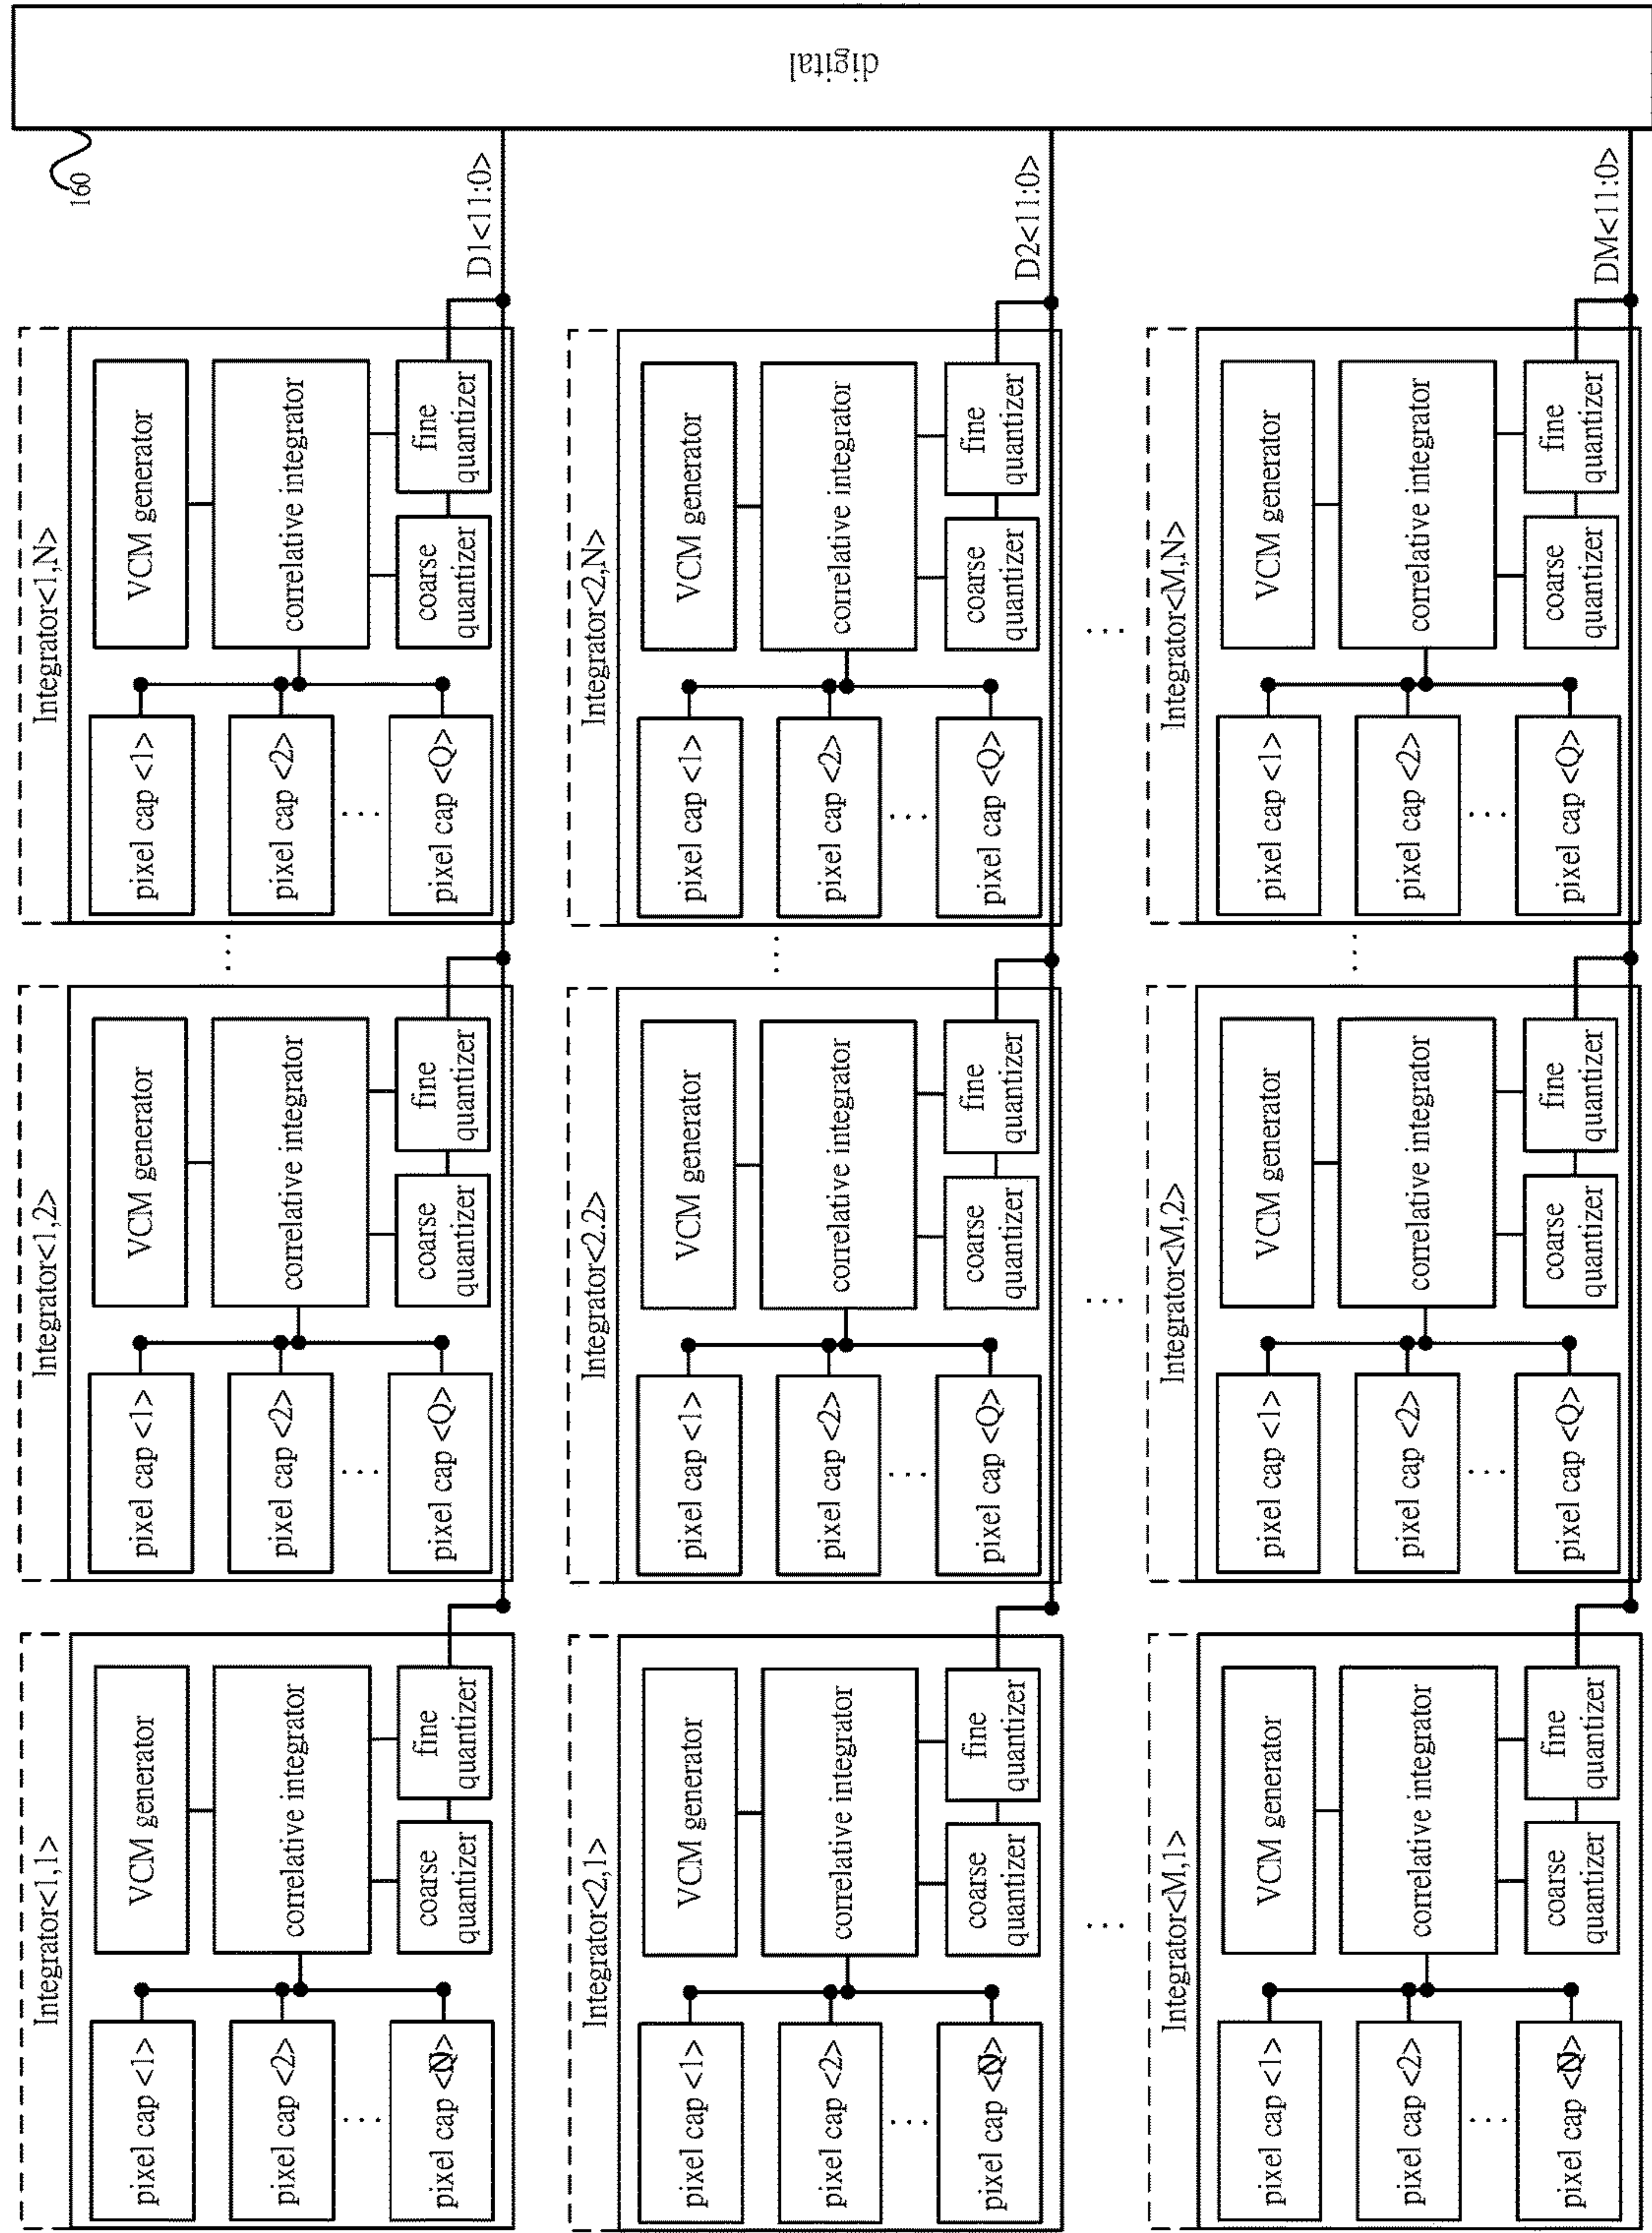 Integrator<1,1>
pixel cap <1>
pixel cap <2>
...
pixel cap
VCM generator
correlative integrator
coarse
quantizer
fine
quantizer
Integrator<1,2>
pixel cap <1>
pixel cap <2>
...
pixel cap <Q>
VCM generator
correlative integrator
coarse
quantizer
fine
quantizer
...
Integrator<1,N>
pixel cap <1>
pixel cap <2>
...
pixel cap <Q>
VCM generator
correlative integrator
coarse
quantizer
fine
quantizer
D1<11:0>
160
Integrator<2,1>
pixel cap <1>
pixel cap <2>
...
pixel cap
VCM generator
correlative integrator
coarse
quantizer
fine
quantizer
Integrator<2.2>
pixel cap <1>
pixel cap <2>
...
pixel cap <Q>
VCM generator
correlative integrator
coarse
quantizer
fine
quantizer
...
Integrator<2,N>
pixel cap <1>
pixel cap <2>
...
pixel cap <Q>
VCM generator
correlative integrator
coarse
quantizer
fine
quantizer
D2<11:0>
digital
...
...
...
Integrator<M,1>
pixel cap <1>
pixel cap <2>
...
pixel cap
VCM generator
correlative integrator
coarse
quantizer
fine
quantizer
Integrator<M,2>
pixel cap <1>
pixel cap <2>
...
pixel cap <Q>
VCM generator
correlative integrator
coarse
quantizer
fine
quantizer
...
Integrator<M,N>
pixel cap <1>
pixel cap <2>
...
pixel cap <Q>
VCM generator
correlative integrator
coarse
quantizer
fine
quantizer
DM<11:0>